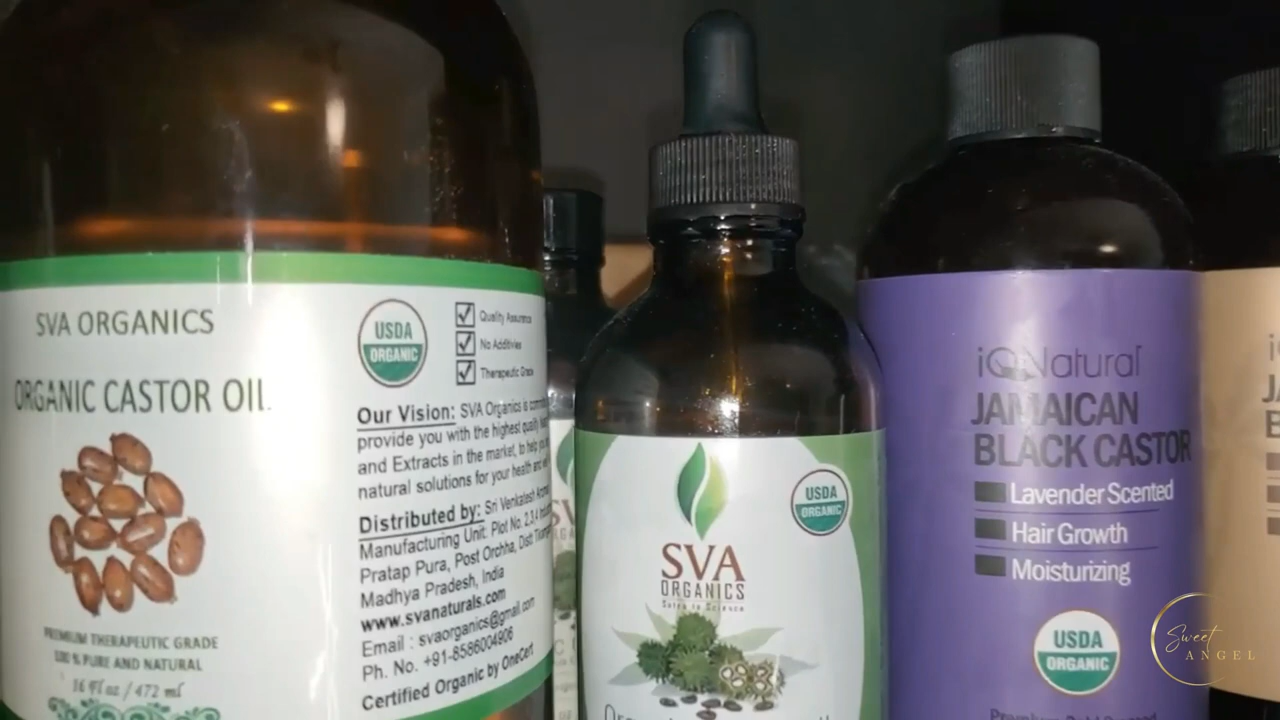 SVA ORGANICS
ORGANIC CASTOR OIL
PREMIUM THERAPEUTIC GRADE
100 % PURE AND NATURAL
16 Fl oz / 472 ml
USDA
ORGANIC
Quality Assurance
No Additives
Therapeutic Grade
Our Vision: SVA Organics is
provide you with the highest quality
and Extracts in the market, to help
natural solutions for your health and
Distributed by: Sri Venkatesh
Manufacturing Unit: Plot No. 2,3,4
Pratap Pura, Post Orchha, Distt
Madhya Pradesh, India
www.svanaturals.com
Email : svaorganics@gmail.com
Ph. No. +91-8586004906
Certified Organic by OneCert
USDA
ORGANIC
SVA
ORGANICS
iQNatural
JAMAICAN
BLACK CASTOR
Lavender Scented
Hair Growth
Moisturizing
USDA
ORGANIC
Sweet
ANGEL